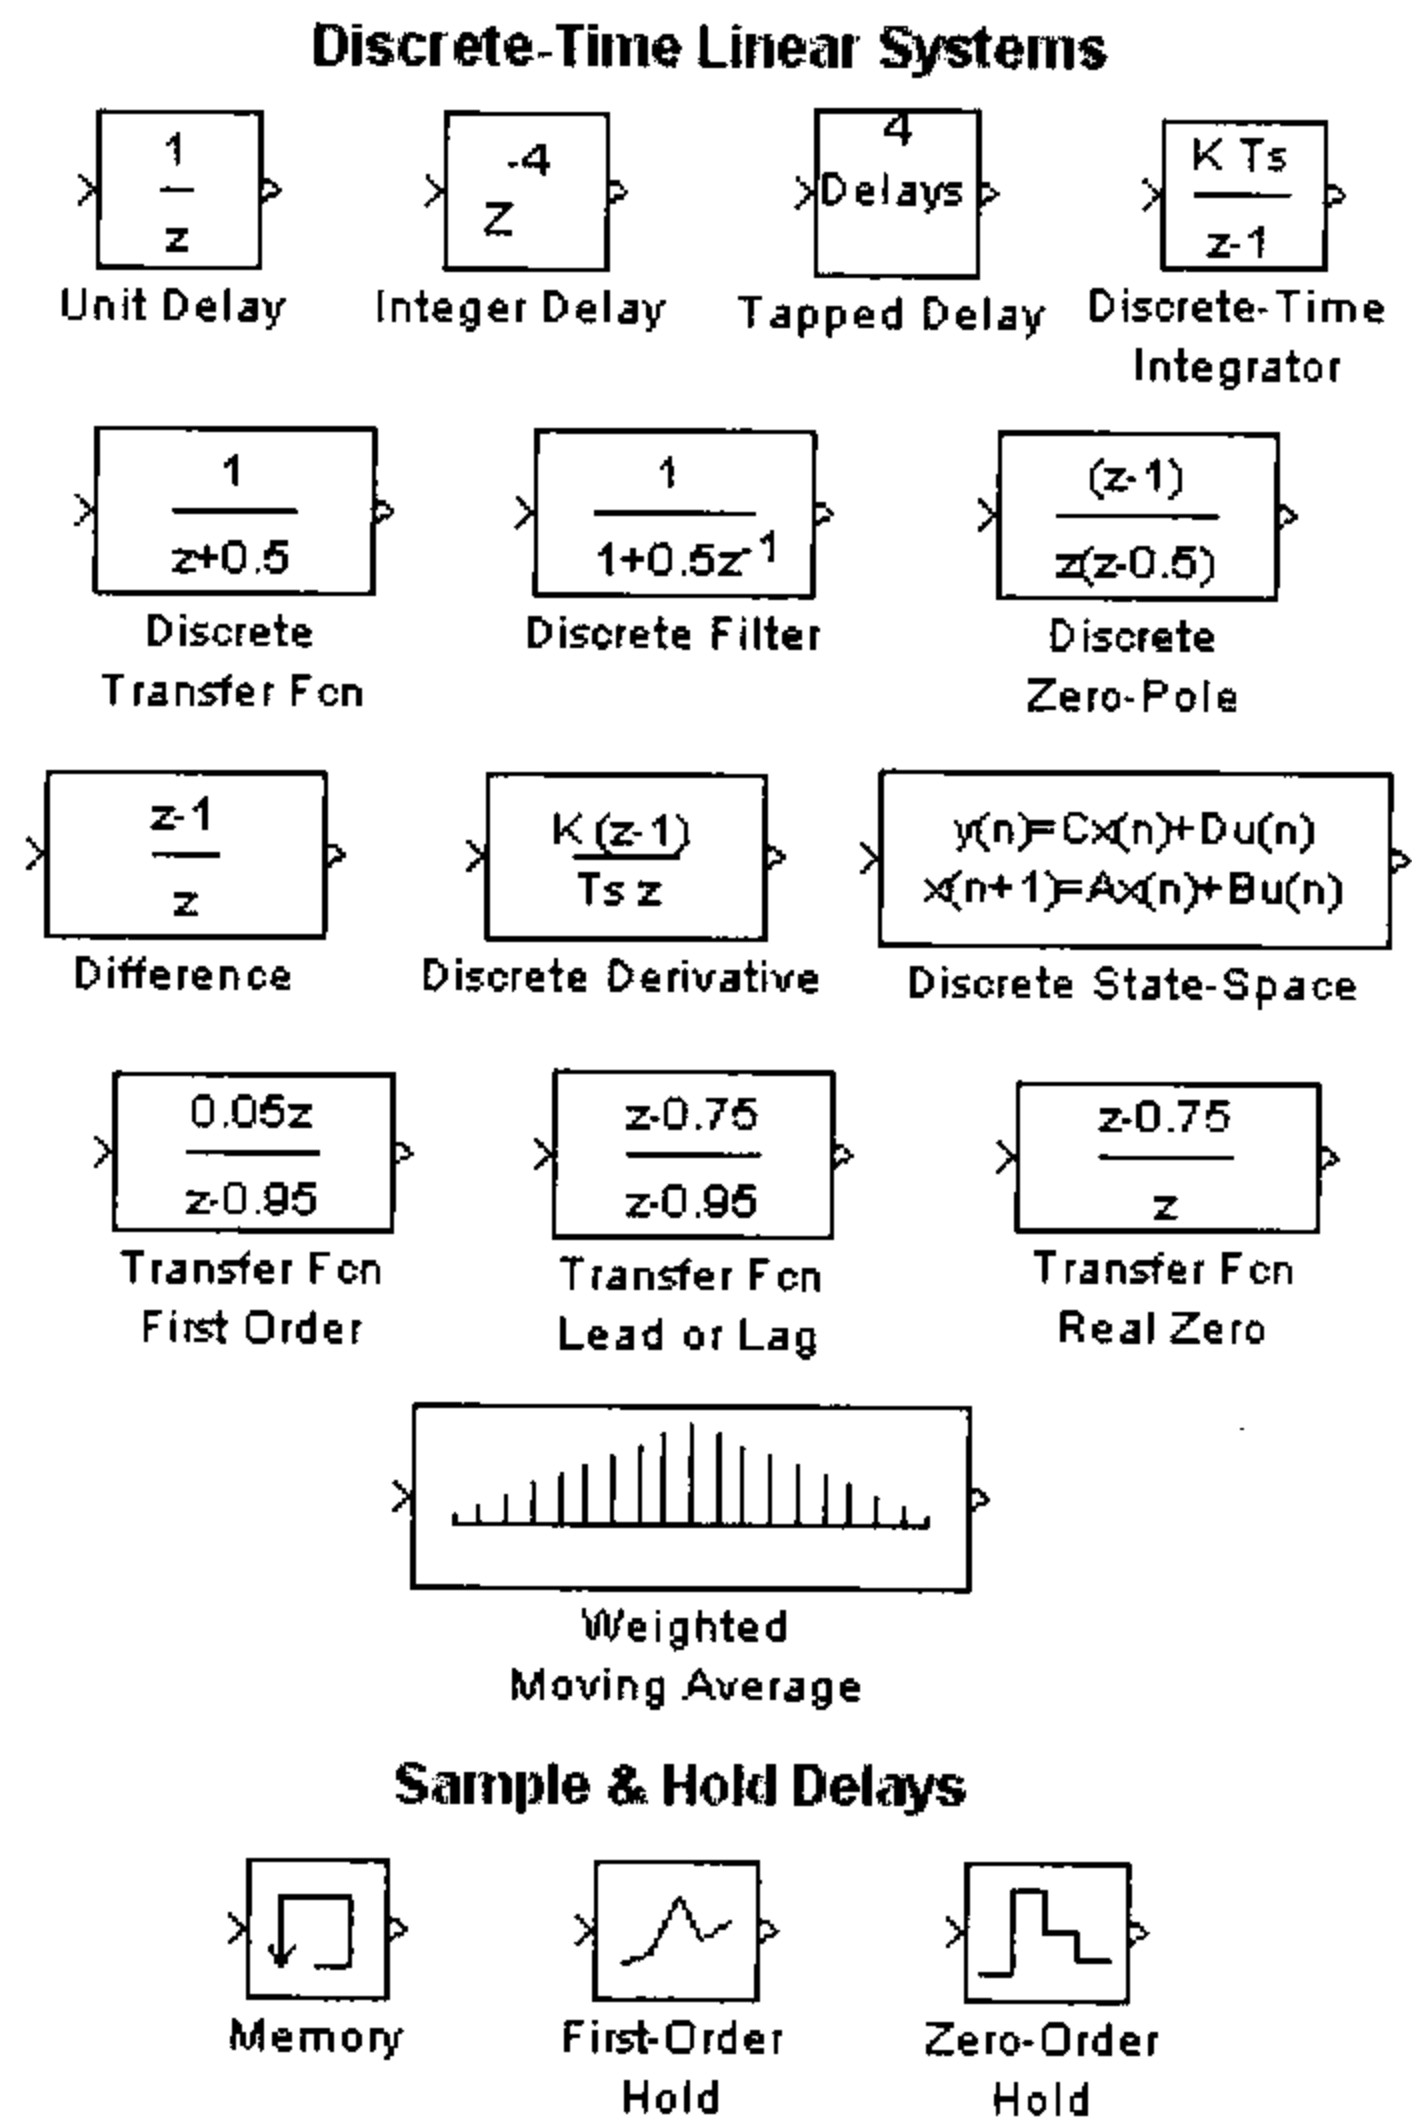 Discrete-Time Linear Systems
1
z
Unit Delay
-4
Z
Integer Delay
4
Delays
Tapped Delay
K Ts
z-1
Discrete-Time
Integrator
1
z+0.5
Discrete
Transfer Fcn
1
1+0.5z-1
Discrete Filter
(z-1)
z(z-0.5)
Discrete
Zero-Pole
z-1
z
Difference
K (z-1)
Ts z
Discrete Derivative
y(n)=Cx(n)+Du(n)
x(n+1)=Ax(n)+Bu(n)
Discrete State-Space
0.05z
z-0.95
Transfer Fcn
First Order
z-0.75
z-0.95
Transfer Fcn
Lead or Lag
z-0.75
z
Transfer Fcn
Real Zero
Weighted
Moving Average
Sample & Hold Delays
Memory
First-Order
Hold
Zero-Order
Hold